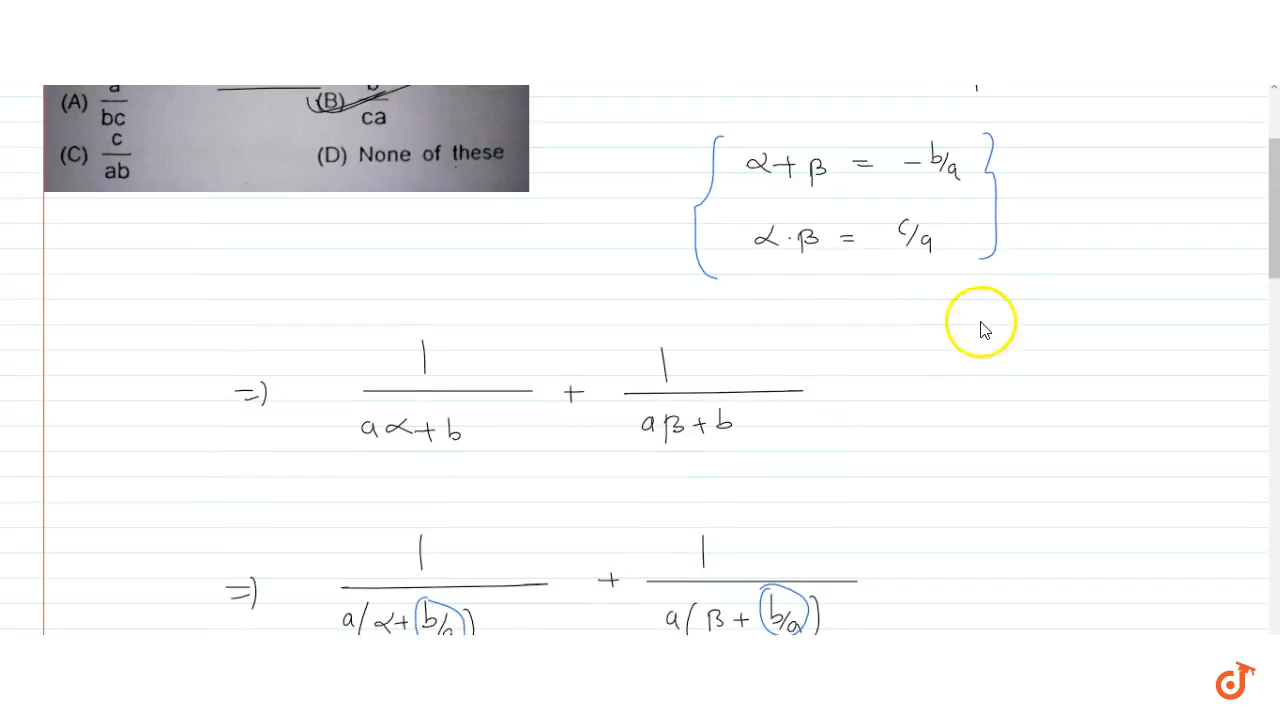 (A) a/bc (B) b/ca
(C) c/ab (D) None of these
α + β = - b/a
α · β = c/a
=) 1/(aα + b) + 1/(aβ + b)
=) 1/(a(α + b/a)) + 1/(a(β + b/a))